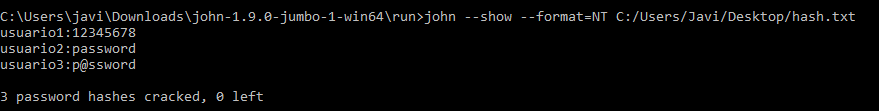 C:\Users\javi\Downloads\john-1.9.0-jumbo-1-win64\run>john --show --format=NT C:/Users/Javi/Desktop/hash.txt
usuario1:12345678
usuario2:password
usuario3:p@ssword
3 password hashes cracked, 0 left